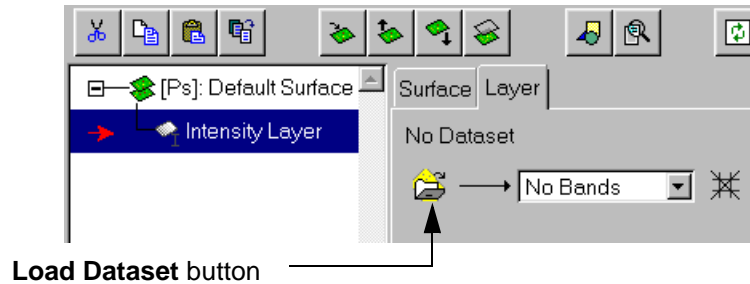 [Ps]: Default Surface
Intensity Layer
Surface Layer
No Dataset
No Bands
Load Dataset button